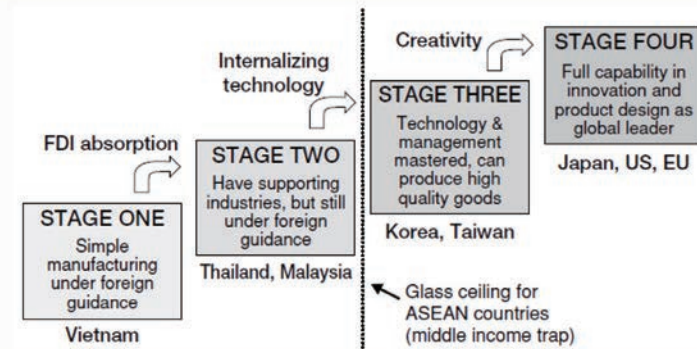 Creativity
STAGE FOUR
Full capability in
innovation and
product design as
global leader
Japan, US, EU
Internalizing
technology
STAGE THREE
Technology &
management
mastered, can
produce high
quality goods
Korea, Taiwan
FDI absorption
STAGE TWO
Have supporting
industries, but still
under foreign
guidance
Thailand, Malaysia
STAGE ONE
Simple
manufacturing
under foreign
guidance
Vietnam
Glass ceiling for
ASEAN countries
(middle income trap)